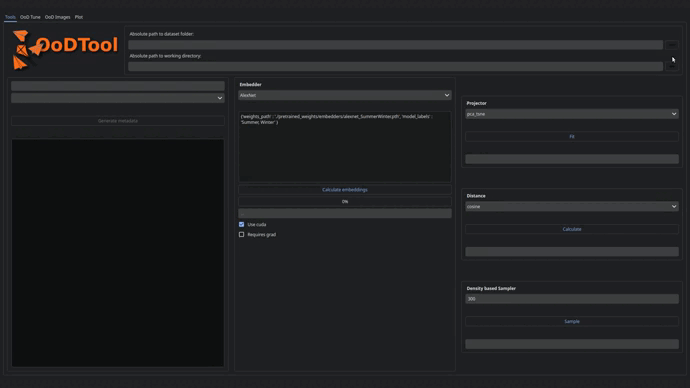 Tools OoD Tune OoD Images Plot
OoDTool
Absolute path to dataset folder:
Absolute path to working directory:
Generate metadata
Embedder
AlexNet
{'weights_path' :'./pretrained_weights/embedders/alexnet_SummerWinter.pth', 'model_labels' :
'Summer, Winter' }
Calculate embeddings
0%
Use cuda
Requires grad
Projector
pca_tsne
Fit
Distance
cosine
Calculate
Density based Sampler
300
Sample